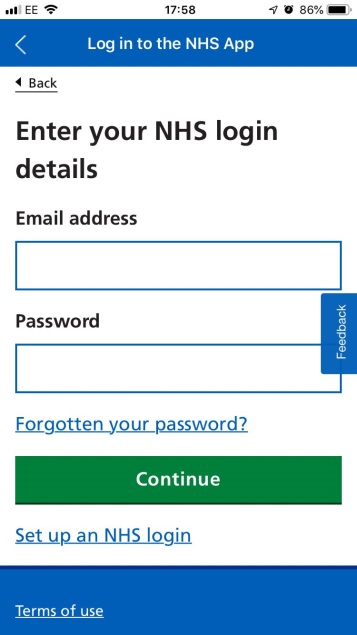 EE 17:58 86%
Log in to the NHS App
Back
Enter your NHS login
details
Email address
Password
Feedback
Forgotten your password?
Continue
Set up an NHS login
Terms of use